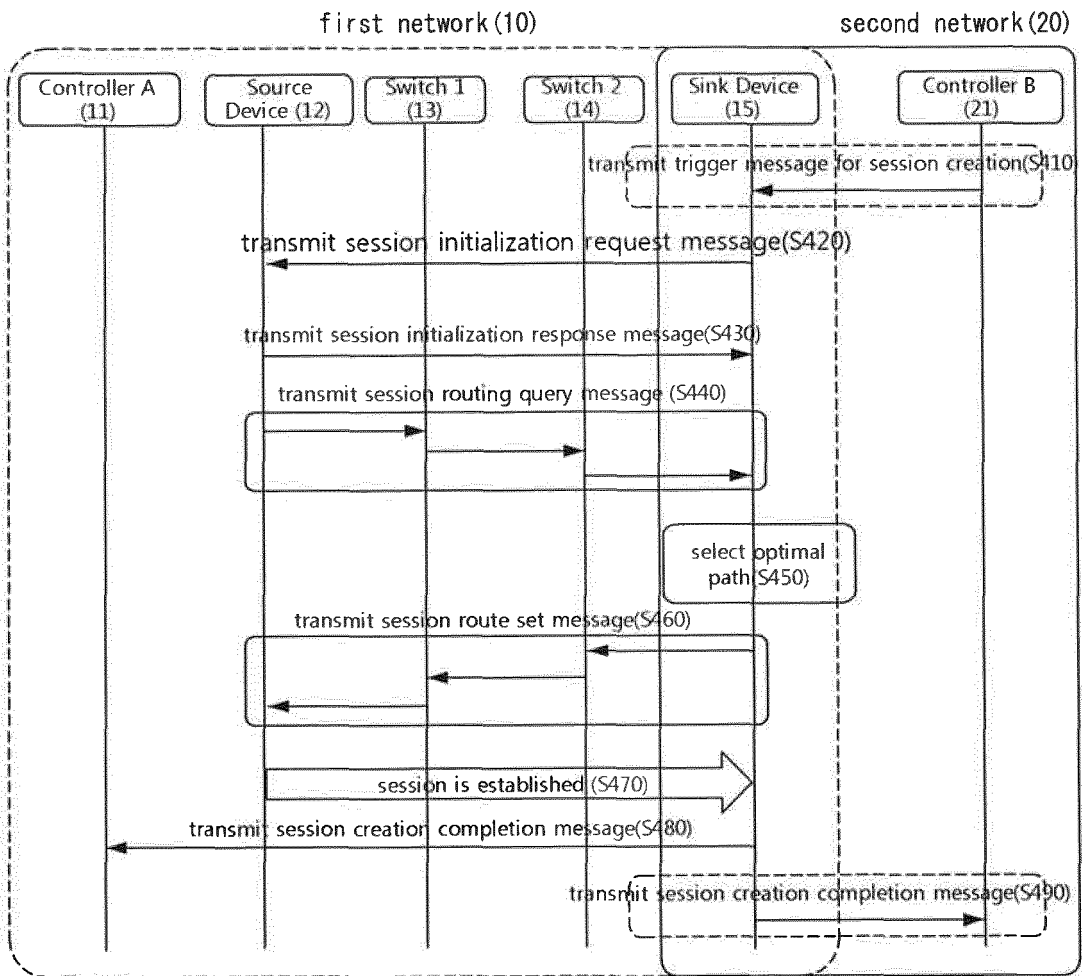 first network(10)
second network(20)
Controller A
(11)
Source
Device (12)
Switch 1
(13)
Switch 2
(14)
Sink Device
(15)
Controller B
(21)
transmit trigger message for session creation(S410)
transmit session initialization request message(S420)
transmit session initialization response message(S430)
transmit session routing query message (S440)
select optimal
path(S450)
transmit session route set message(S460)
session is established (S470)
transmit session creation completion message(S480)
transmit session creation completion message(S490)